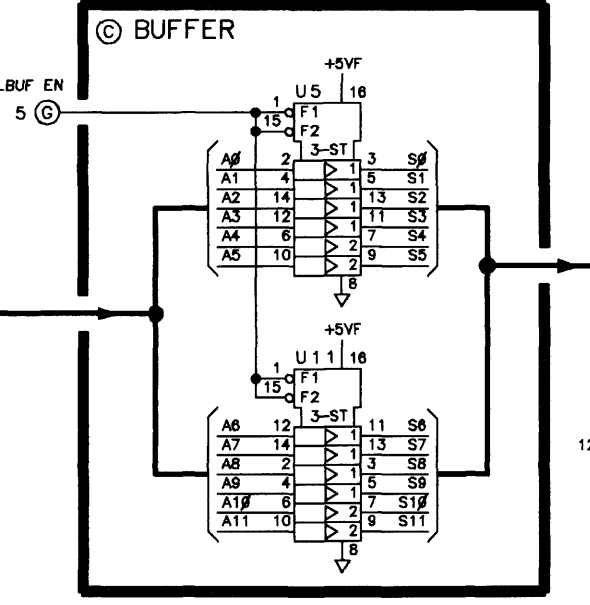 © BUFFER
LBUF EN
5 G
+5VF
U5 16
1 F1
15 F2
3-ST
AØ 2 1 3 SØ
A1 4 1 5 S1
A2 14 1 13 S2
A3 12 1 11 S3
A4 6 2 7 S4
A5 10 2 9 S5
8
+5VF
U11 16
1 F1
15 F2
3-ST
A6 12 1 11 S6
A7 14 1 13 S7
A8 2 1 3 S8
A9 4 1 5 S9
A1Ø 6 2 7 S1Ø
A11 10 2 9 S11
8
12